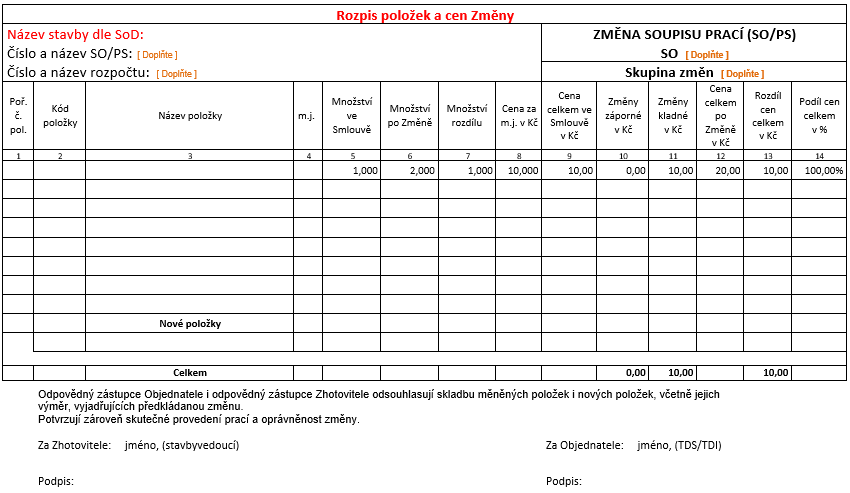 Rozpis položek a cen Změny
Název stavby dle SoD:
ZMĚNA SOUPISU PRACÍ (SO/PS)
Číslo a název SO/PS: [ Doplňte ]
SO [ Doplňte ]
Číslo a název rozpočtu: [ Doplňte ]
Skupina změn [ Doplňte ]
Poř. č. pol. Kód položky Název položky m.j. Množství ve Smlouvě Množství po Změně Množství rozdílu Cena za m.j. v Kč Cena celkem ve Smlouvě v Kč Změny záporné v Kč Změny kladné v Kč Cena celkem po Změně v Kč Rozdíl cen celkem v Kč Podíl cen celkem v %
1 2 3 4 5 6 7 8 9 10 11 12 13 14
1,000 2,000 1,000 10,000 10,00 0,00 10,00 20,00 10,00 100,00%
Nové položky
Celkem 0,00 10,00 10,00
Odpovědný zástupce Objednatele i odpovědný zástupce Zhotovitele odsouhlasují skladbu měněných položek i nových položek, včetně jejich
výměr, vyjadřujících předkládanou změnu.
Potvrzují zároveň skutečné provedení prací a oprávněnost změny.
Za Zhotovitele: jméno, (stavbyvedoucí) Za Objednatele: jméno, (TDS/TDI)
Podpis: Podpis: